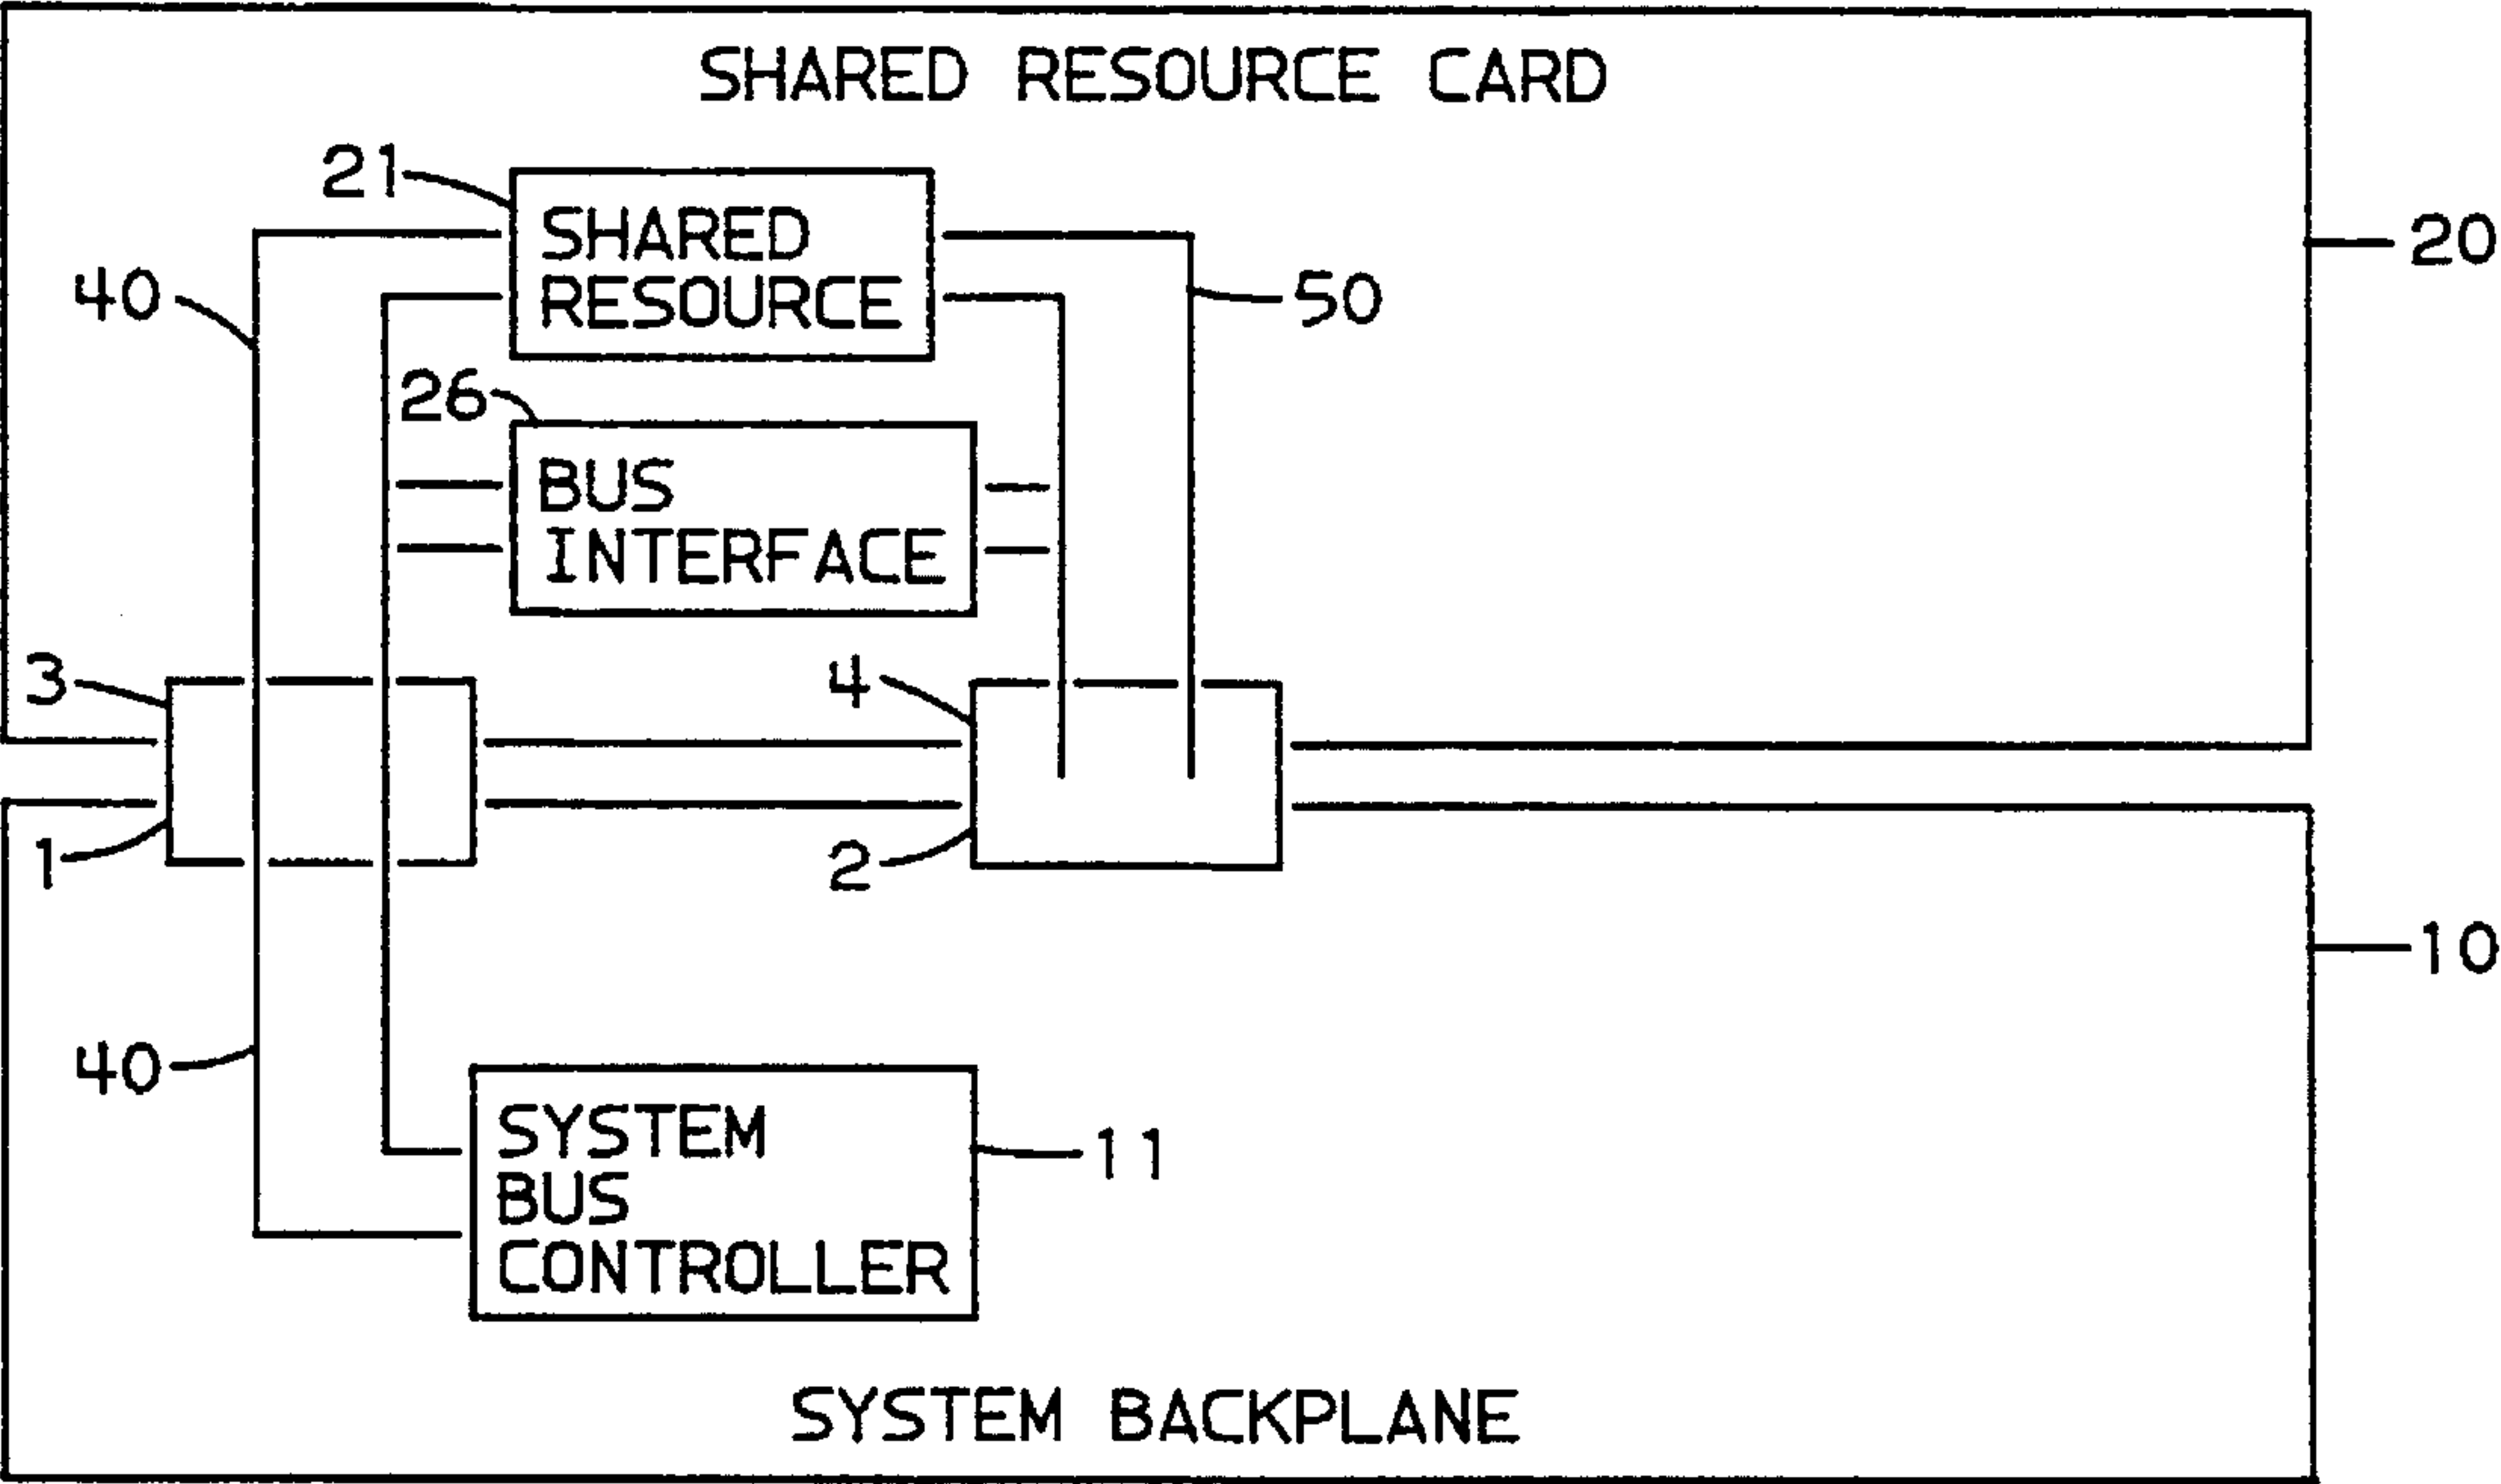 SHARED RESOURCE CARD
21
SHARED
RESOURCE
20
40
50
26
BUS
INTERFACE
3
4
1
2
10
40
SYSTEM
BUS
CONTROLLER
11
SYSTEM BACKPLANE